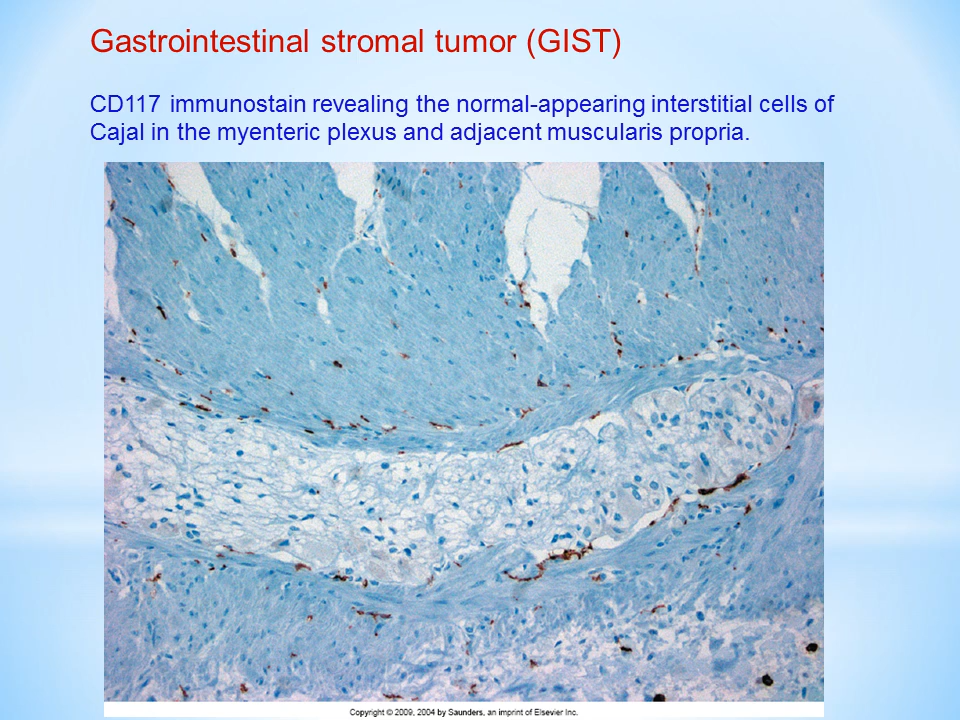 Gastrointestinal stromal tumor (GIST)
CD117 immunostain revealing the normal-appearing interstitial cells of
Cajal in the myenteric plexus and adjacent muscularis propria.
Copyright © 2009, 2004 by Saunders, an imprint of Elsevier Inc.